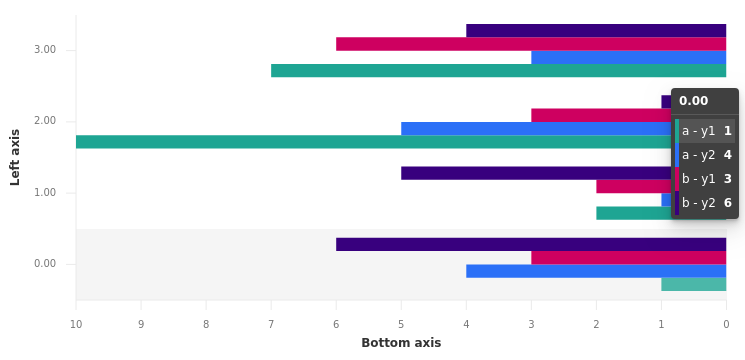 3.00
2.00
1.00
0.00
Left axis
0.00
a - y1 1
a - y2 4
b - y1 3
b - y2 6
10 9 8 7 6 5 4 3 2 1 0
Bottom axis